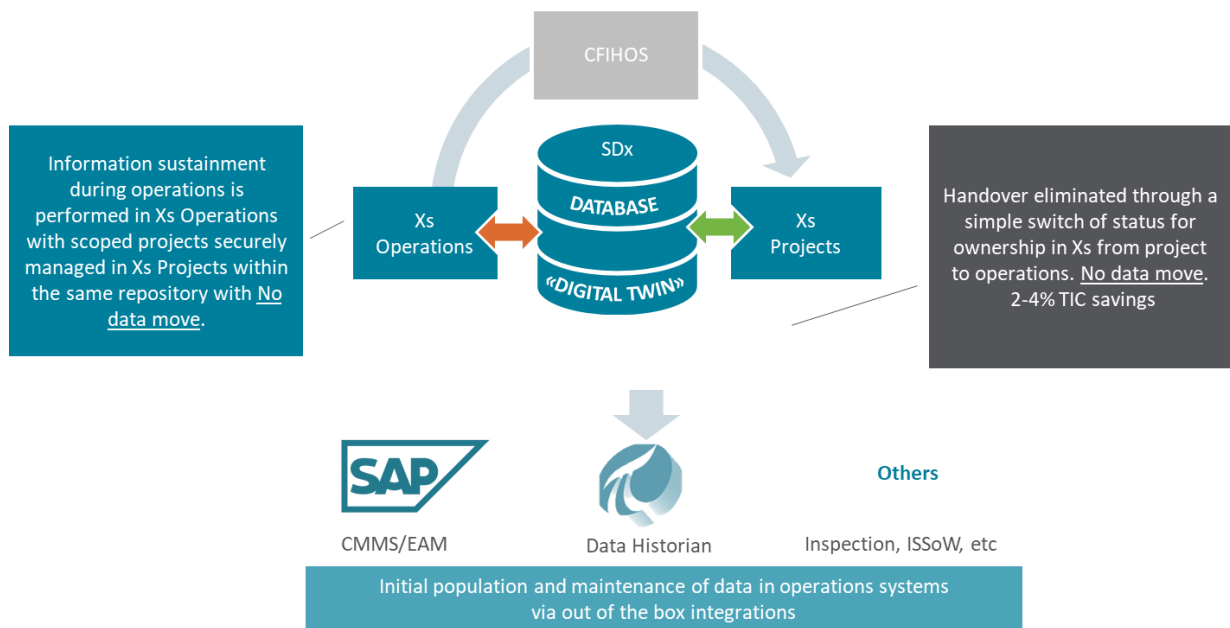 CFIHOS
Information sustainment
during operations is
performed in Xs Operations
with scoped projects securely
managed in Xs Projects within
the same repository with No
data move.
Xs
Operations
SDx
DATABASE
«DIGITAL TWIN»
Xs
Projects
Handover eliminated through a
simple switch of status for
ownership in Xs from project
to operations. No data move.
2-4% TIC savings
SAP
CMMS/EAM
Data Historian
Others
Inspection, ISSoW, etc
Initial population and maintenance of data in operations systems
via out of the box integrations